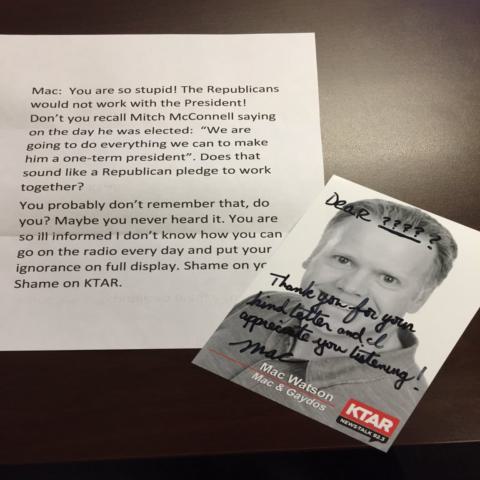 Mac:  You are so stupid! The Republicans
would not work with the President!
Don't you recall Mitch McConnell saying
on the day he was elected:  "We are
going to do everything we can to make
him a one-term president". Does that
sound like a Republican pledge to work
together?
You probably don't remember that, do
you? Maybe you never heard it. You are
so ill informed I don't know how you can
go on the radio every day and put your
ignorance on full display. Shame on yo
Shame on KTAR.
Dear ?????
Thank you for your
kind letter and I
appreciate you listening!
Mac
Mac Watson
Mac & Gaydos
KTAR
NEWSTALK 92.3